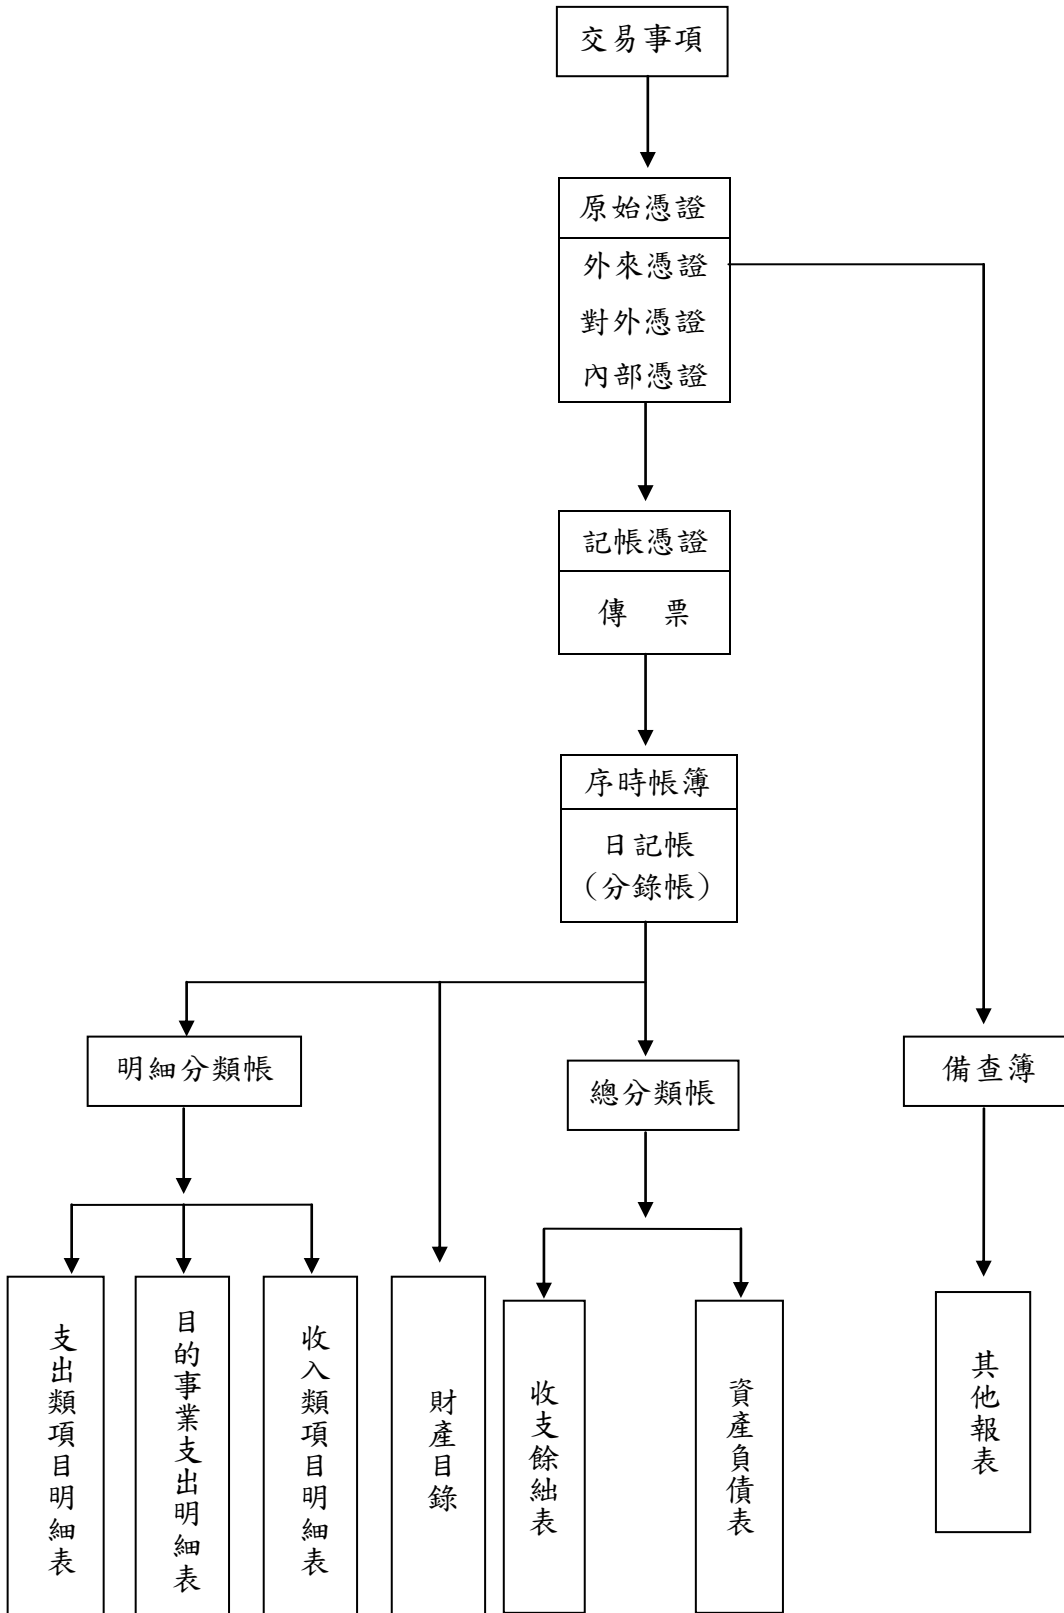 交易事項
原始憑證
外來憑證
對外憑證
內部憑證
記帳憑證
傳　票
序時帳簿
日記帳
（分錄帳）
明細分類帳
總分類帳
備查簿
支出類項目明細表
目的事業支出明細表
收入類項目明細表
財產目錄
收支餘絀表
資產負債表
其他報表